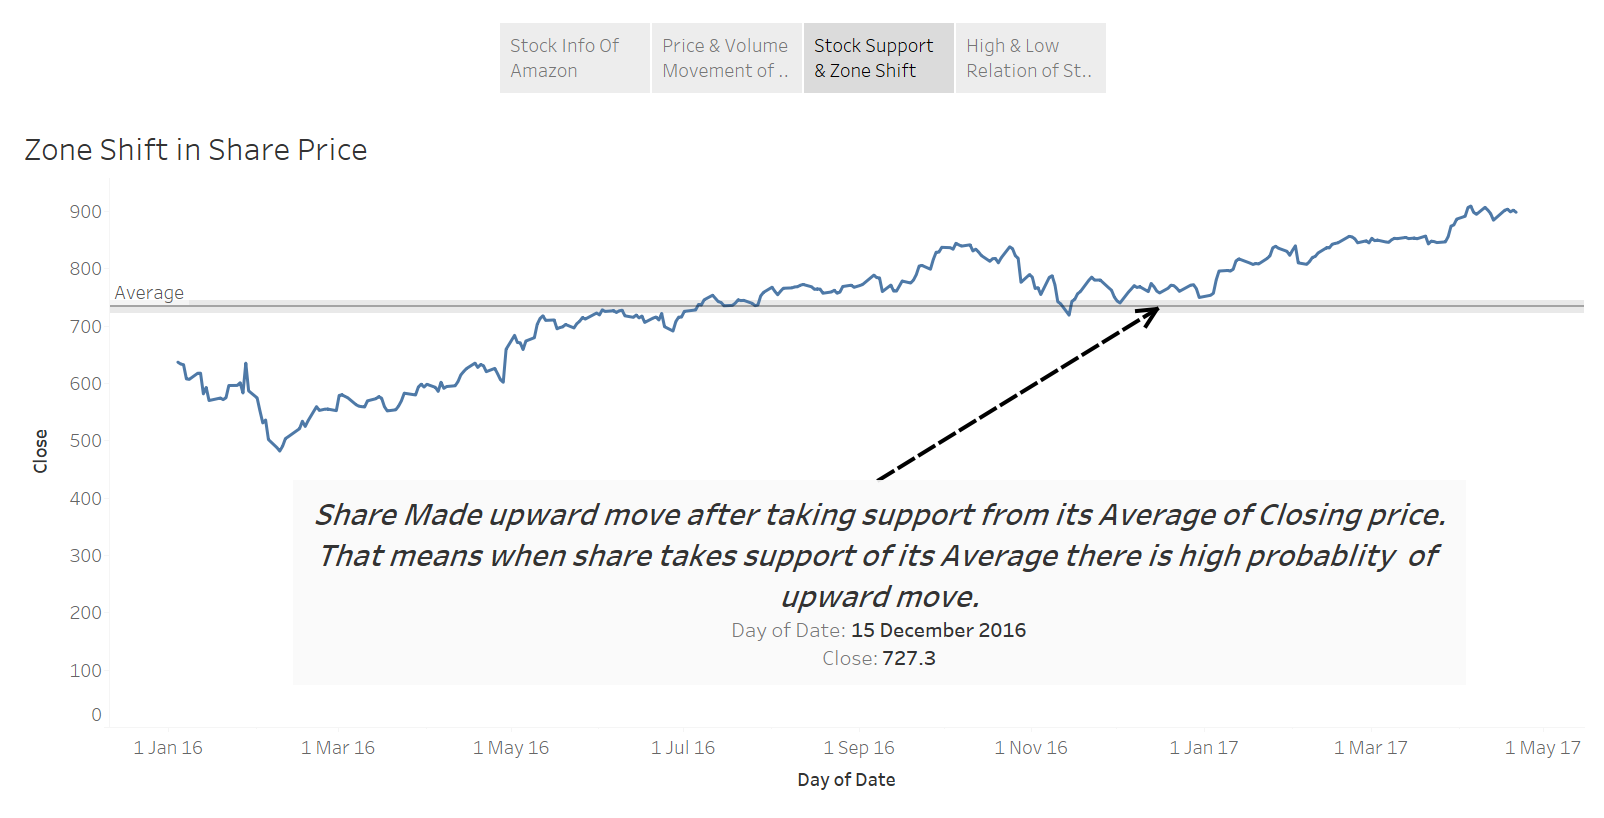 Stock Info Of
Amazon
Price & Volume
Movement of ..
Stock Support
& Zone Shift
High & Low
Relation of St..
Zone Shift in Share Price
900
800
Average
700
600
500
400
300
200
100
0
Close
Share Made upward move after taking support from its Average of Closing price.
That means when share takes support of its Average there is high probablity of
upward move.
Day of Date: 15 December 2016
Close: 727.3
1 Jan 16
1 Mar 16
1 May 16
1 Jul 16
1 Sep 16
1 Nov 16
1 Jan 17
1 Mar 17
1 May 17
Day of Date